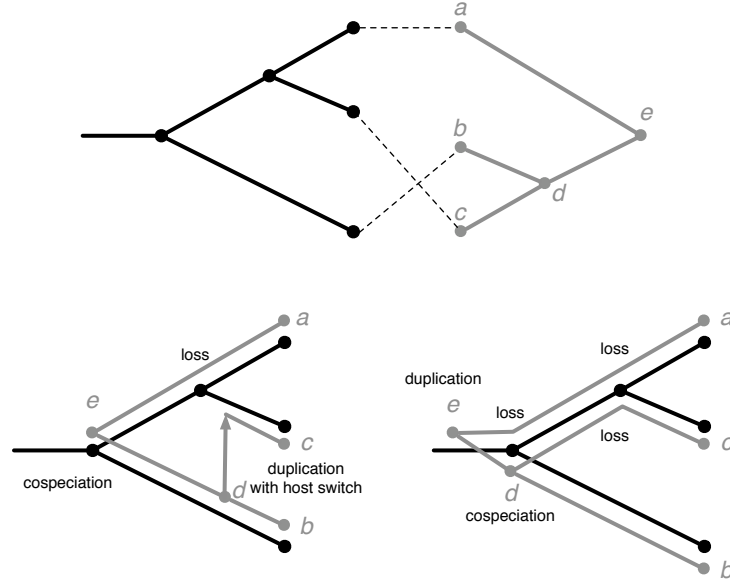 a
b
e
d
c
a
loss
e
c
d
duplication
with host switch
cospeciation
b
a
loss
duplication
e
loss
loss
c
d
cospeciation
b